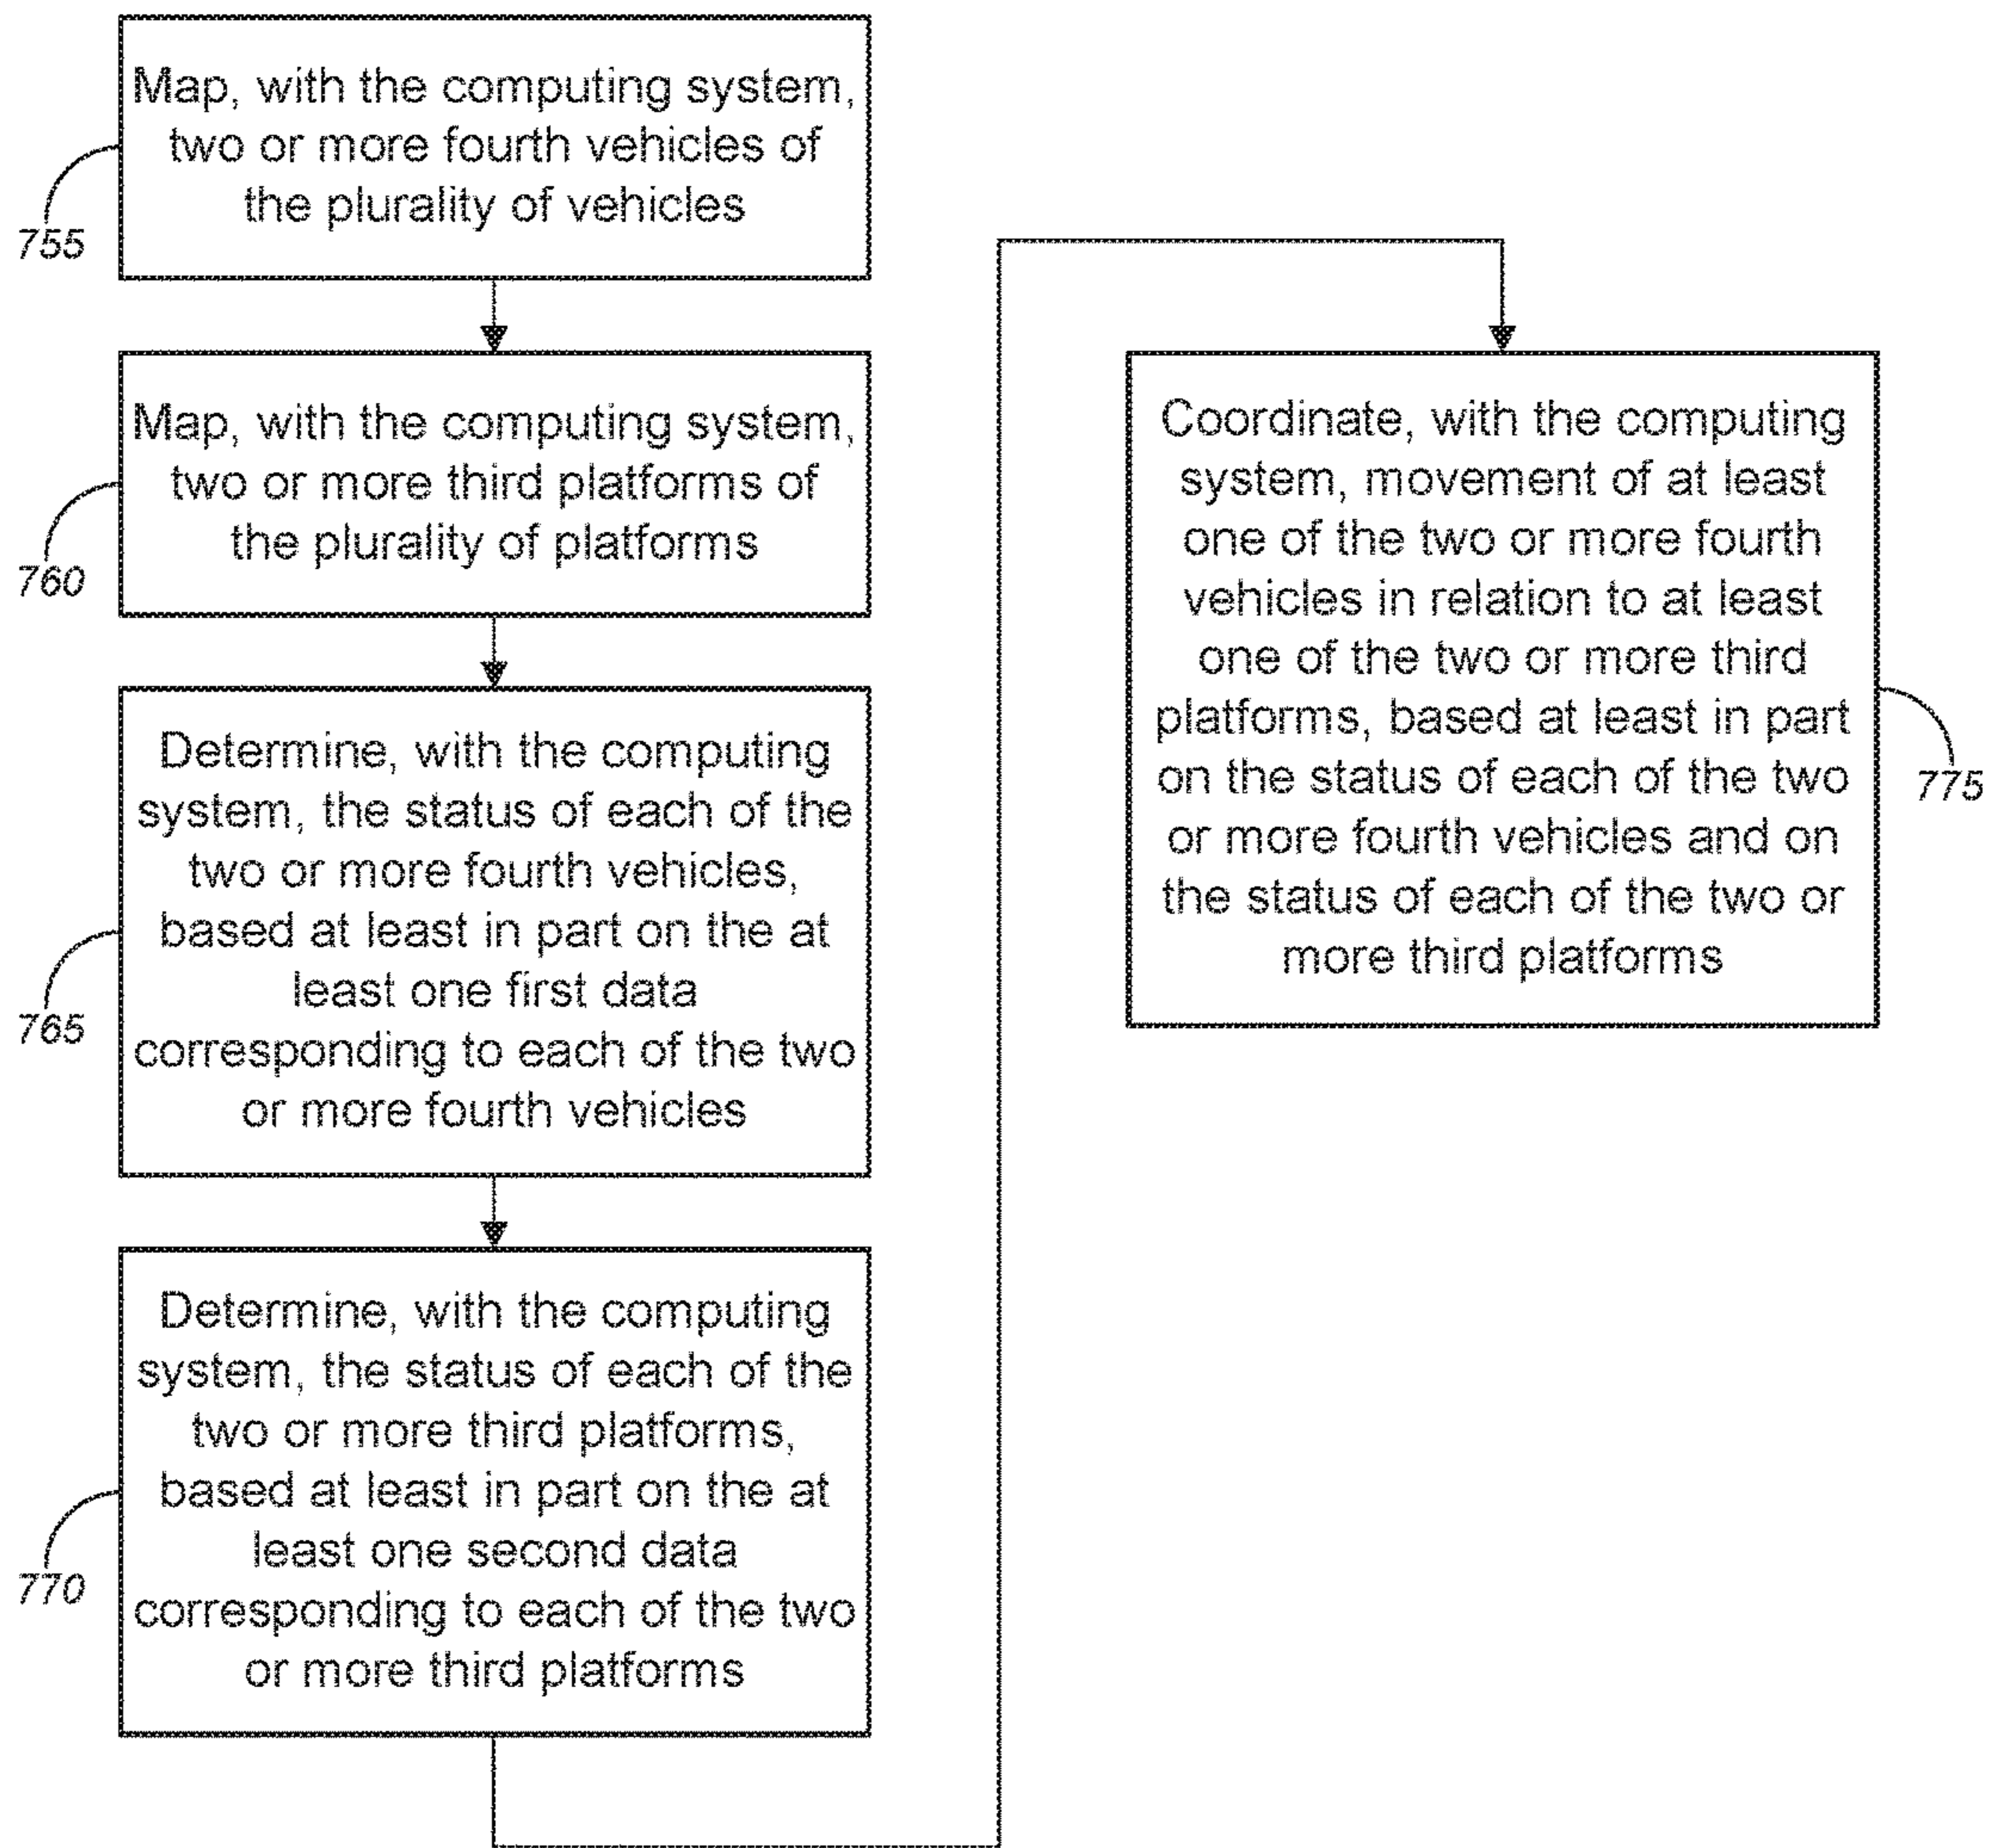 Map, with the computing system,
two or more fourth vehicles of
the plurality of vehicles
755
Map, with the computing system,
two or more third platforms of
the plurality of platforms
760
Determine, with the computing
system, the status of each of the
two or more fourth vehicles,
based at least in part on the at
least one first data
corresponding to each of the two
or more fourth vehicles
765
Determine, with the computing
system, the status of each of the
two or more third platforms,
based at least in part on the at
least one second data
corresponding to each of the two
or more third platforms
770
Coordinate, with the computing
system, movement of at least
one of the two or more fourth
vehicles in relation to at least
one of the two or more third
platforms, based at least in part
on the status of each of the two
or more fourth vehicles and on
the status of each of the two or
more third platforms
775